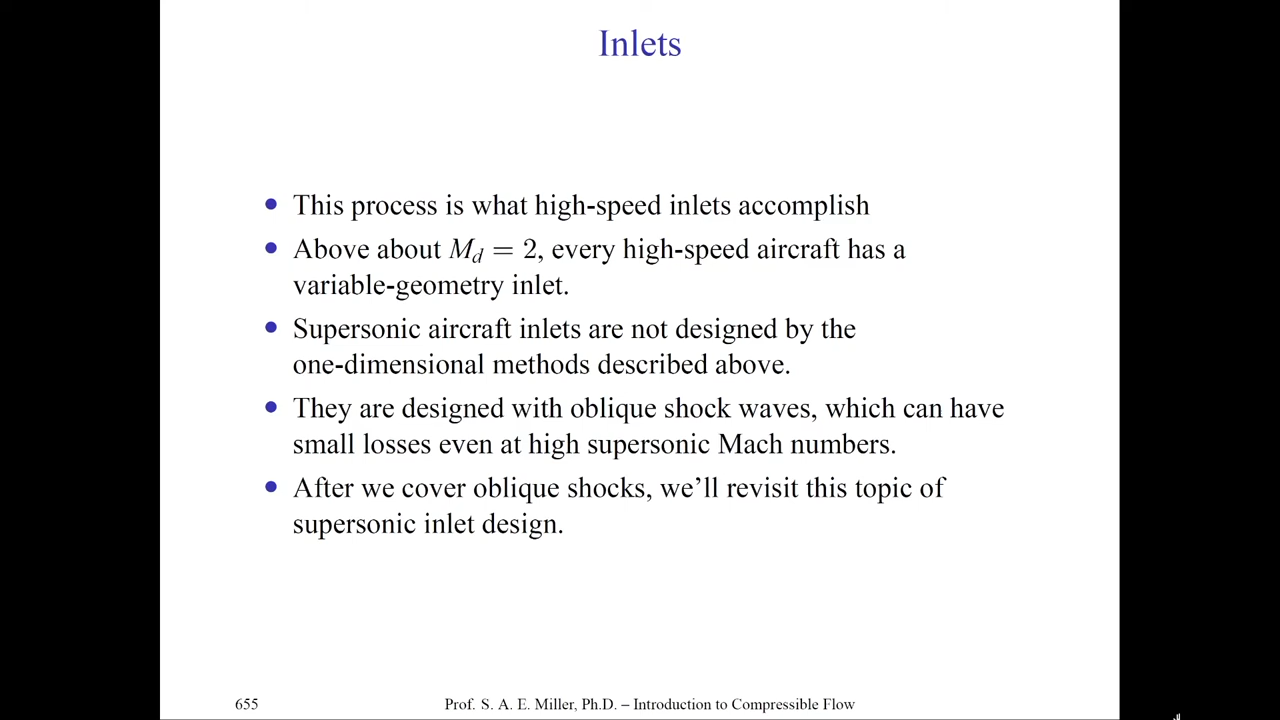 Inlets
• This process is what high-speed inlets accomplish
• Above about M_d = 2, every high-speed aircraft has a
variable-geometry inlet.
• Supersonic aircraft inlets are not designed by the
one-dimensional methods described above.
• They are designed with oblique shock waves, which can have
small losses even at high supersonic Mach numbers.
• After we cover oblique shocks, we’ll revisit this topic of
supersonic inlet design.
655 Prof. S. A. E. Miller, Ph.D. – Introduction to Compressible Flow